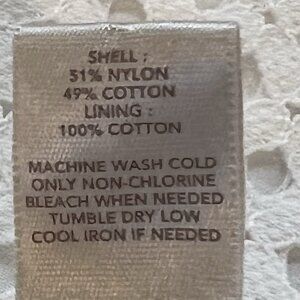 SHELL :
51% NYLON
49% COTTON
LINING :
100% COTTON
MACHINE WASH COLD
ONLY NON-CHLORINE
BLEACH WHEN NEEDED
TUMBLE DRY LOW
COOL IRON IF NEEDED